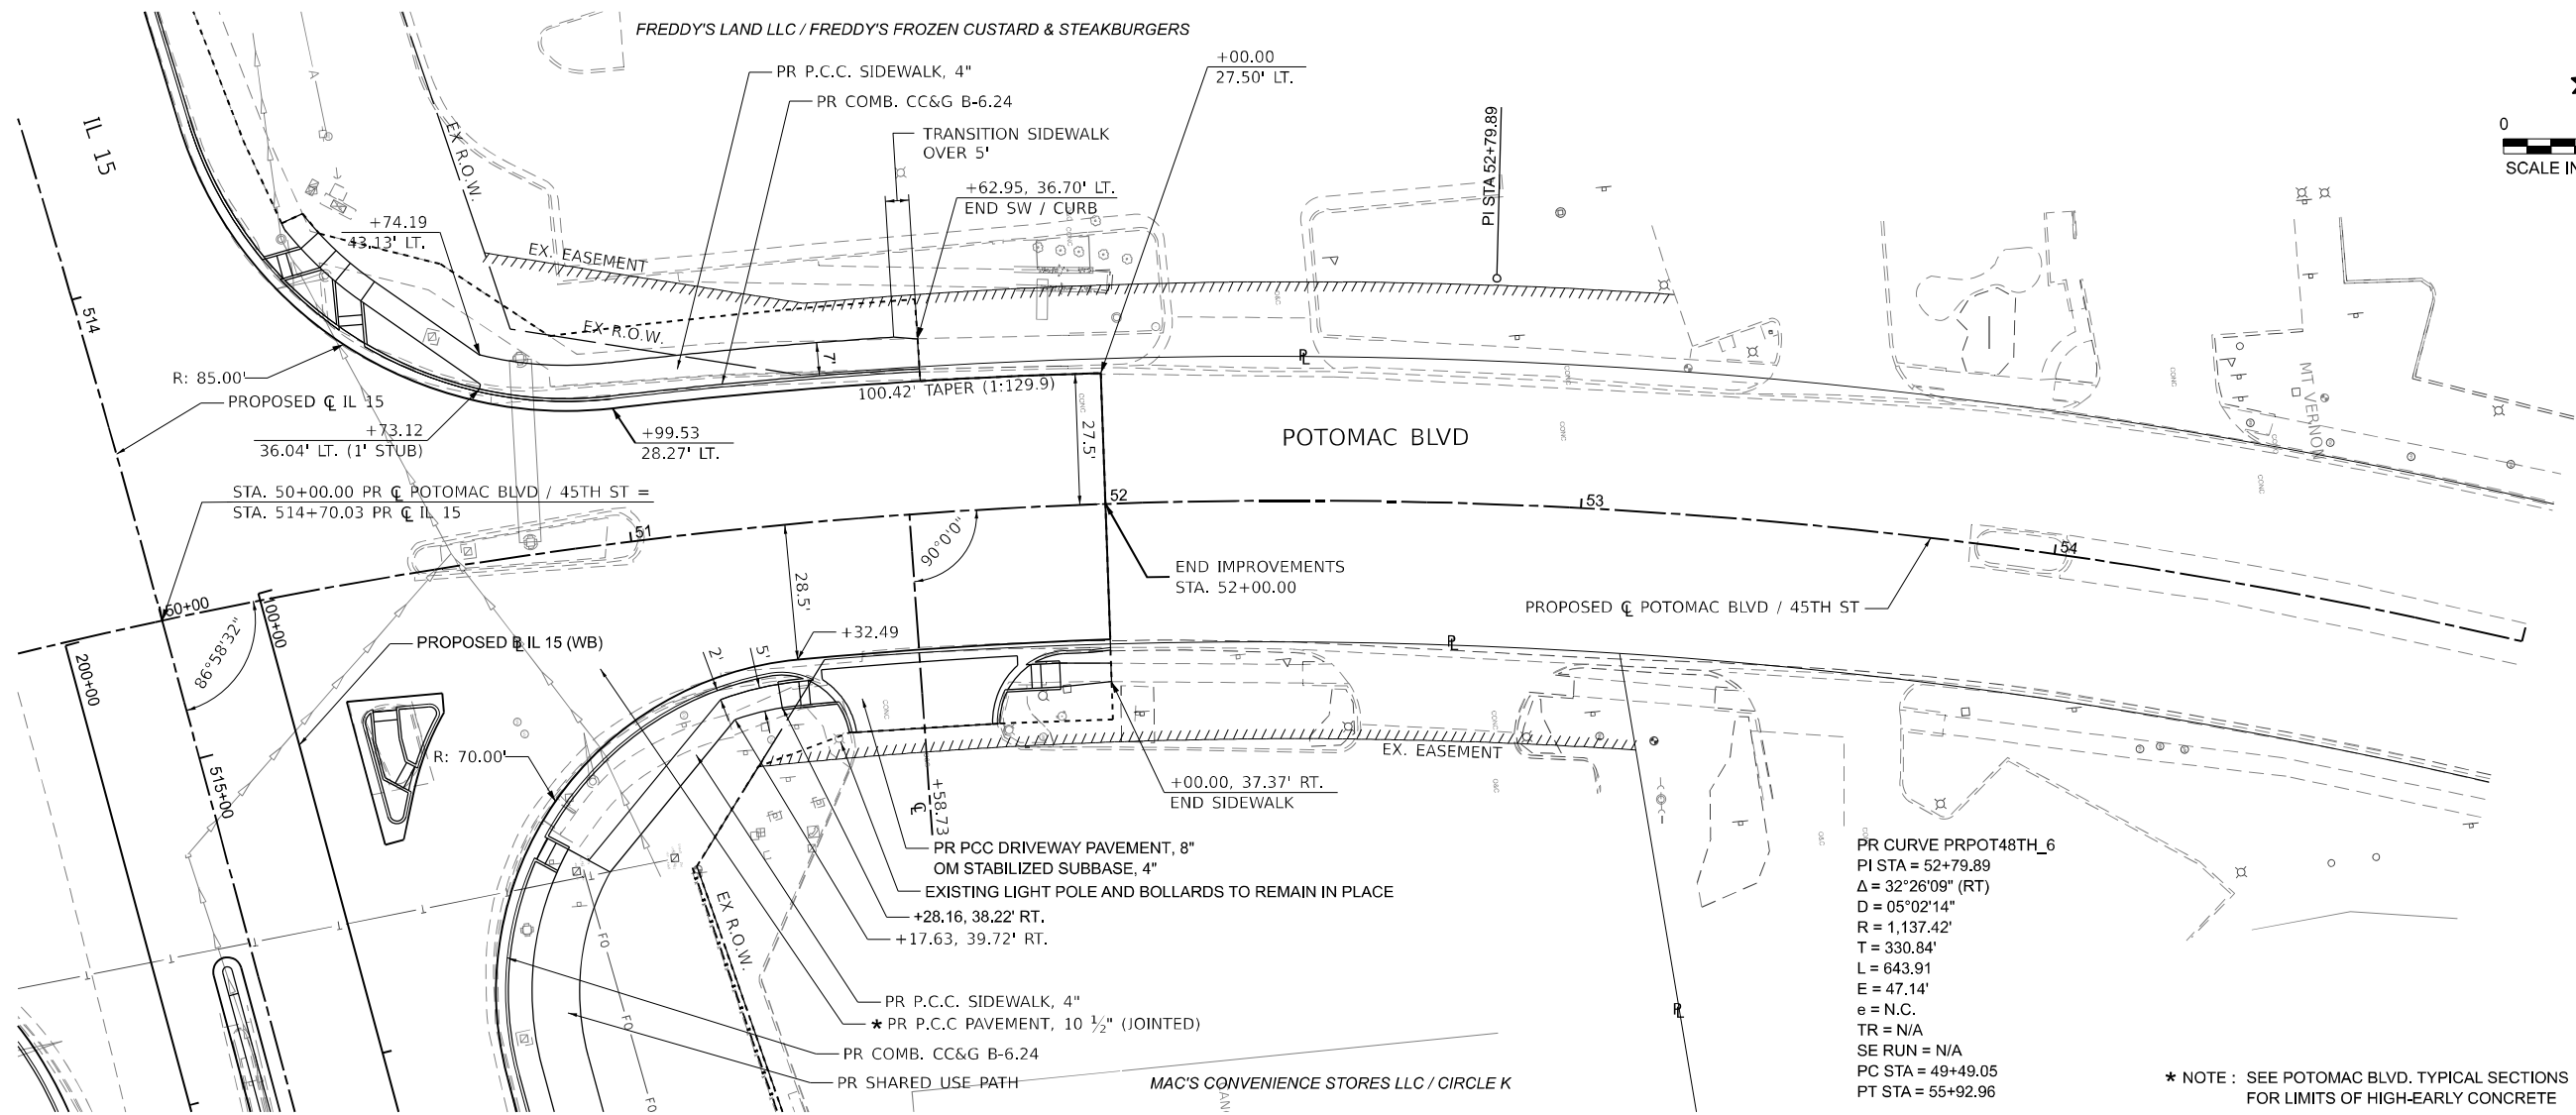 FREDDY'S LAND LLC / FREDDY'S FROZEN CUSTARD & STEAKBURGERS
+00.00
27.50' LT.
PR P.C.C. SIDEWALK, 4"
PR COMB. CC&G B-6.24
TRANSITION SIDEWALK
OVER 5'
+62.95, 36.70' LT.
END SW / CURB
PI STA 52+79.89
0
SCALE IN
IL 15
EX R.O.W.
A
+74.19
43.13' LT.
EX. EASEMENT
EX R.O.W.
514
7'
R: 85.00'
PROPOSED ℄ IL 15
100.42' TAPER (1:129.9)
+73.12
36.04' LT. (1' STUB)
+99.53
28.27' LT.
27.5'
CONC
POTOMAC BLVD
MT VERNON
STA. 50+00.00 PR ℄ POTOMAC BLVD / 45TH ST =
STA. 514+70.03 PR ℄ IL 15
51
52
53
54
90°0'0"
28.5'
END IMPROVEMENTS
STA. 52+00.00
PROPOSED ℄ POTOMAC BLVD / 45TH ST
50+00
100+00
200+00
86°58'32"
PROPOSED BL IL 15 (WB)
+32.49
2'
5'
PL
PL
R: 70.00'
515+00
EX. EASEMENT
+00.00, 37.37' RT.
END SIDEWALK
℄
+58.73
PR PCC DRIVEWAY PAVEMENT, 8"
OM STABILIZED SUBBASE, 4"
EXISTING LIGHT POLE AND BOLLARDS TO REMAIN IN PLACE
+28.16, 38.22' RT.
+17.63, 39.72' RT.
EX R.O.W.
T
T
T
T
FO
FO
FO
PR P.C.C. SIDEWALK, 4"
* PR P.C.C PAVEMENT, 10 ½" (JOINTED)
PR COMB. CC&G B-6.24
PR SHARED USE PATH
MAC'S CONVENIENCE STORES LLC / CIRCLE K
PL
PR CURVE PRPOT48TH_6
PI STA = 52+79.89
Δ = 32°26'09" (RT)
D = 05°02'14"
R = 1,137.42'
T = 330.84'
L = 643.91
E = 47.14'
e = N.C.
TR = N/A
SE RUN = N/A
PC STA = 49+49.05
PT STA = 55+92.96
* NOTE : SEE POTOMAC BLVD. TYPICAL SECTIONS
FOR LIMITS OF HIGH-EARLY CONCRETE